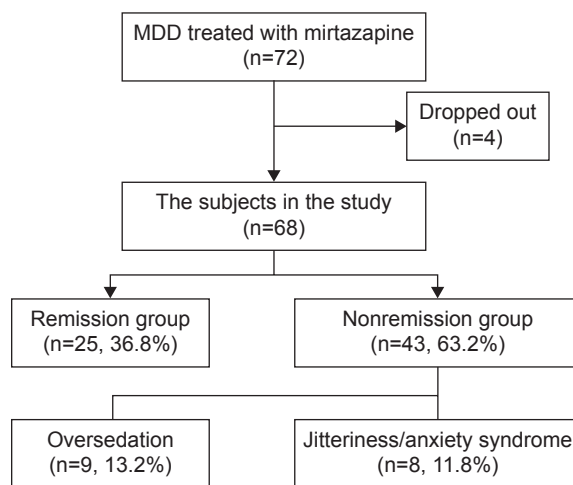 MDD treated with mirtazapine
(n=72)
Dropped out
(n=4)
The subjects in the study
(n=68)
Remission group
(n=25, 36.8%)
Nonremission group
(n=43, 63.2%)
Oversedation
(n=9, 13.2%)
Jitteriness/anxiety syndrome
(n=8, 11.8%)